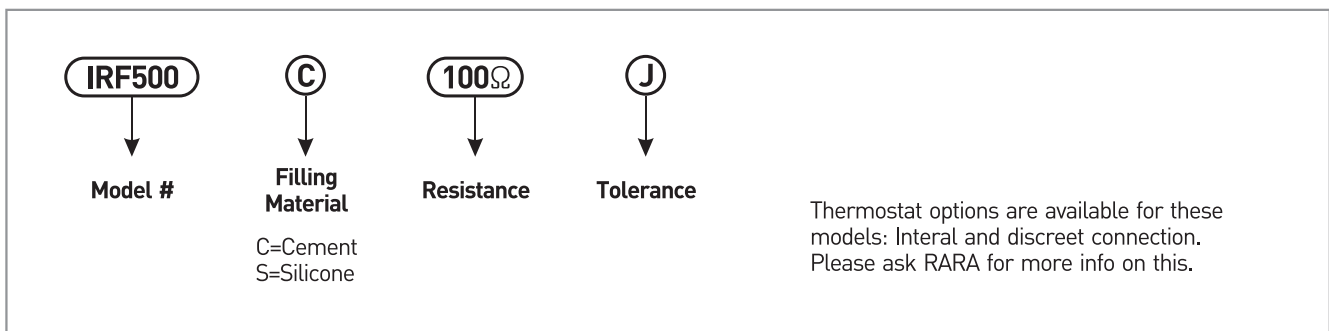 IRF500 C 100Ω J
Model # Filling Material Resistance Tolerance
C=Cement
S=Silicone
Thermostat options are available for these
models: Interal and discreet connection.
Please ask RARA for more info on this.